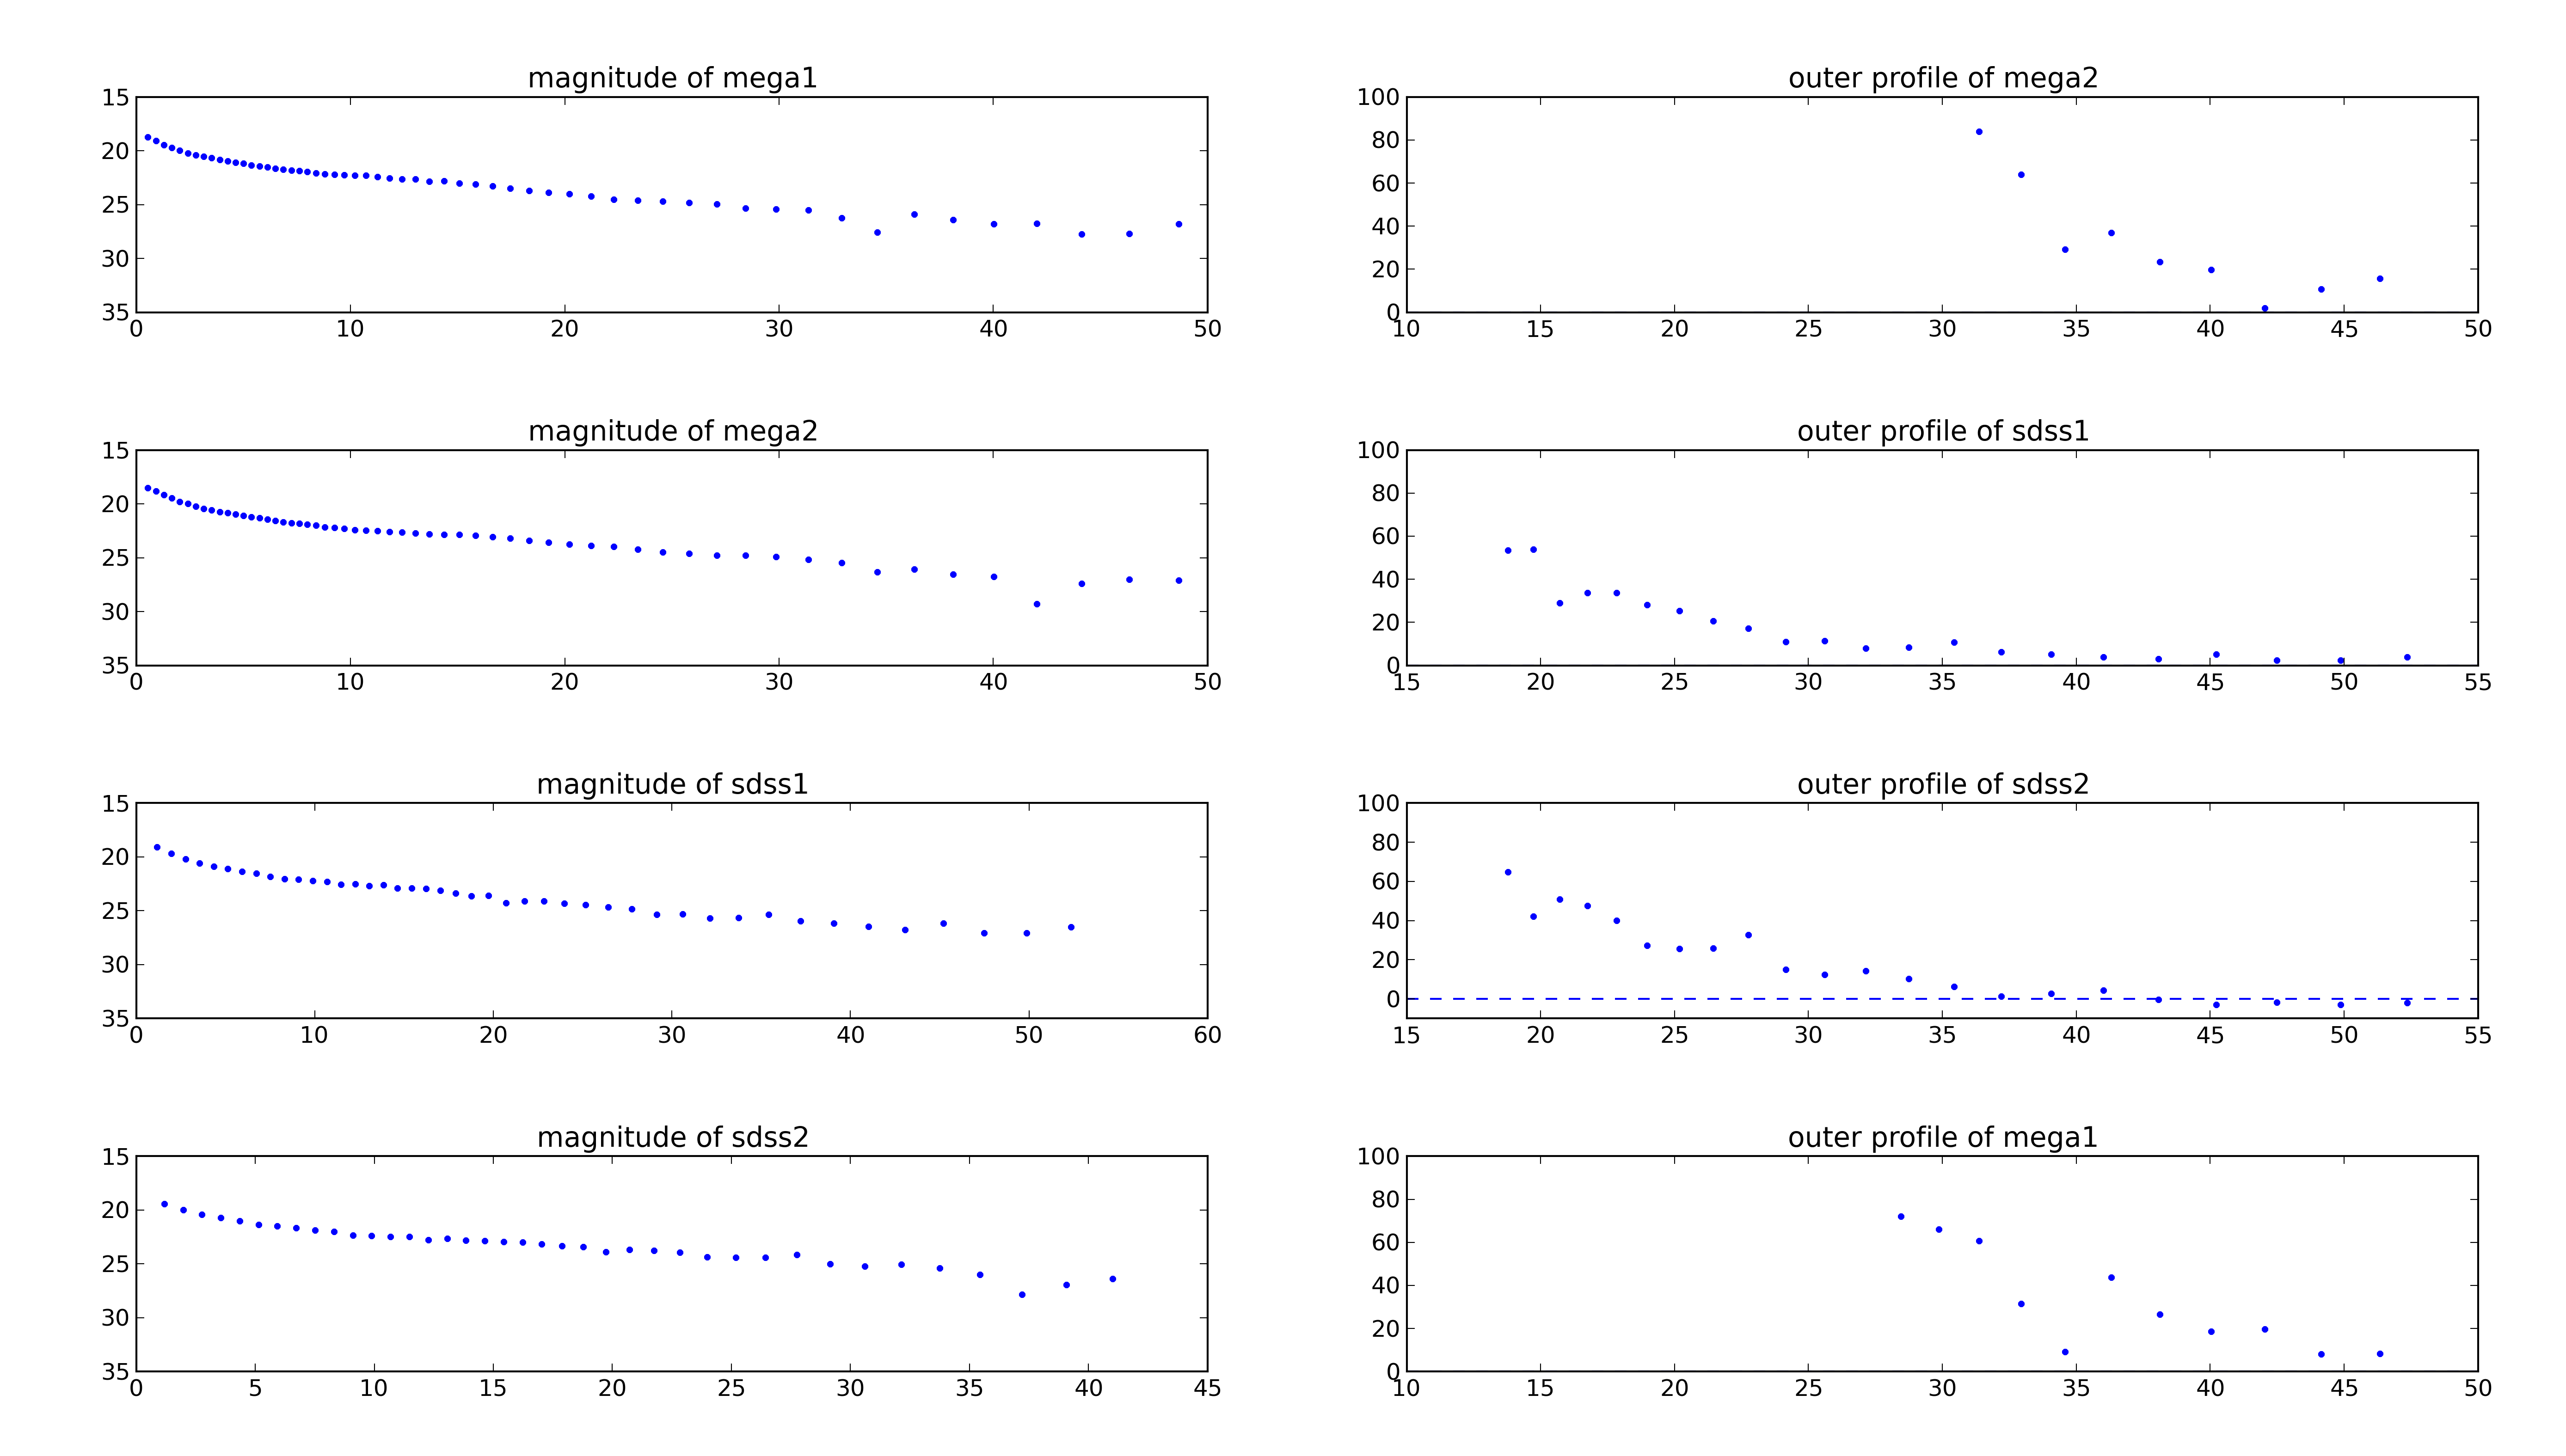 magnitude of mega1
15
20
25
30
35
0 10 20 30 40 50
outer profile of mega2
100
80
60
40
20
0
10 15 20 25 30 35 40 45 50
magnitude of mega2
15
20
25
30
35
0 10 20 30 40 50
outer profile of sdss1
100
80
60
40
20
0
15 20 25 30 35 40 45 50 55
magnitude of sdss1
15
20
25
30
35
0 10 20 30 40 50 60
outer profile of sdss2
100
80
60
40
20
0
15 20 25 30 35 40 45 50 55
magnitude of sdss2
15
20
25
30
35
0 5 10 15 20 25 30 35 40 45
outer profile of mega1
100
80
60
40
20
0
10 15 20 25 30 35 40 45 50